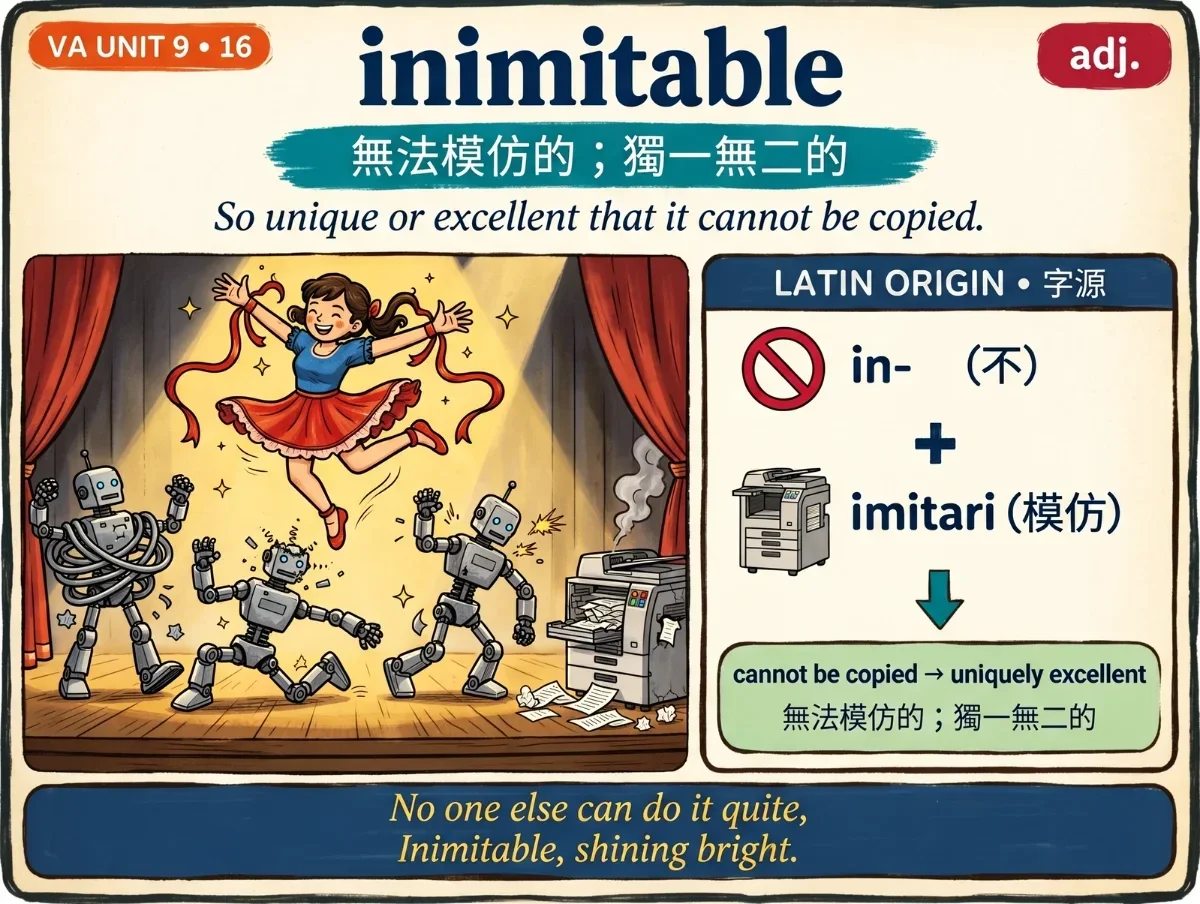 VA UNIT 9 • 16
inimitable
adj.
無法模仿的；獨一無二的
So unique or excellent that it cannot be copied.
LATIN ORIGIN • 字源
in- （不）
+
imitari（模仿）
cannot be copied → uniquely excellent
無法模仿的；獨一無二的
No one else can do it quite,
Inimitable, shining bright.